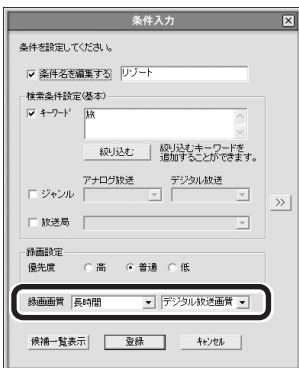 条件入力
条件を設定してください。
条件名を編集する リゾート
検索条件設定(基本)
キーワード 旅
絞り込む 絞り込むキーワードを
追加することができます。
アナログ放送 デジタル放送
ジャンル
>>
放送局
録画設定
優先度 高 普通 低
録画画質 長時間 デジタル放送画質
候補一覧表示 登録 キャンセル